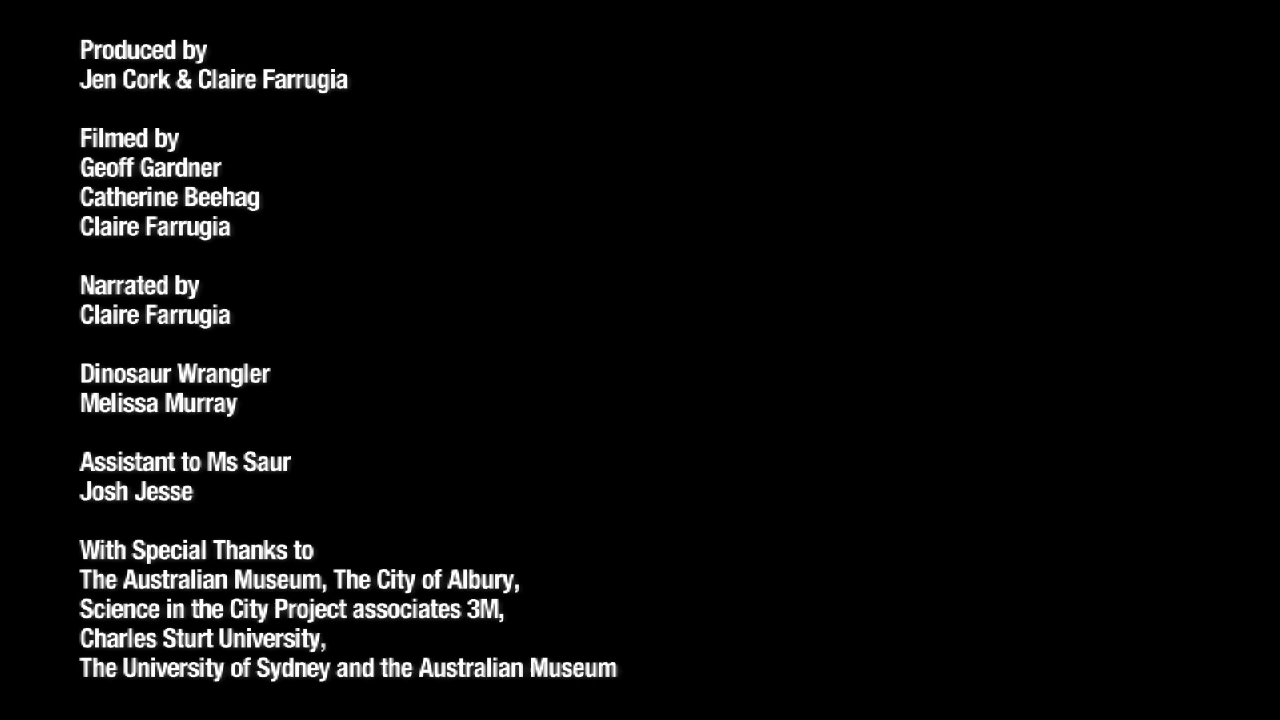 Produced by
Jen Cork & Claire Farrugia
Filmed by
Geoff Gardner
Catherine Beehag
Claire Farrugia
Narrated by
Claire Farrugia
Dinosaur Wrangler
Melissa Murray
Assistant to Ms Saur
Josh Jesse
With Special Thanks to
The Australian Museum, The City of Albury,
Science in the City Project associates 3M,
Charles Sturt University,
The University of Sydney and the Australian Museum